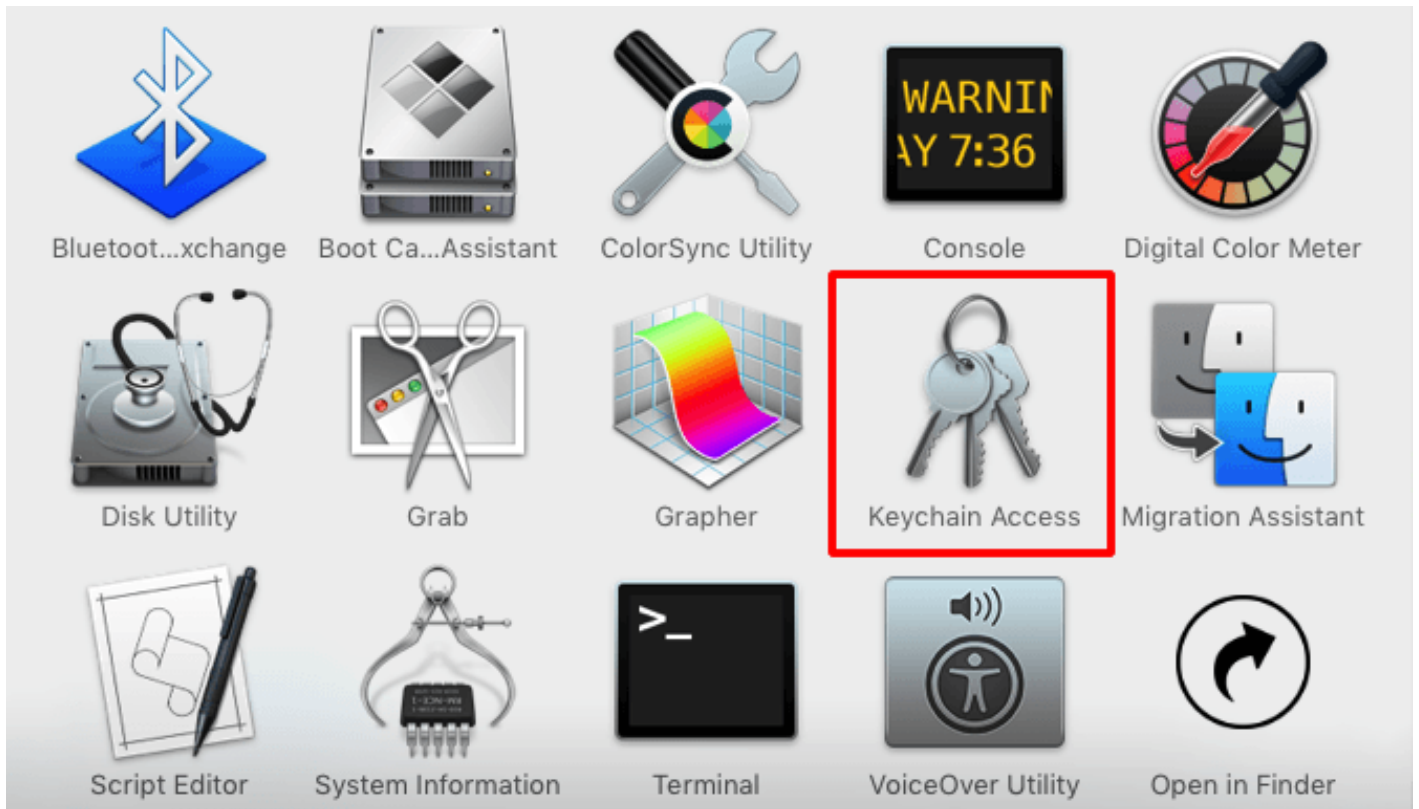 WARNIN
AY 7:36
Bluetoot...xchange
Boot Ca...Assistant
ColorSync Utility
Console
Digital Color Meter
Disk Utility
Grab
Grapher
Keychain Access
Migration Assistant
>_
Script Editor
System Information
Terminal
VoiceOver Utility
Open in Finder